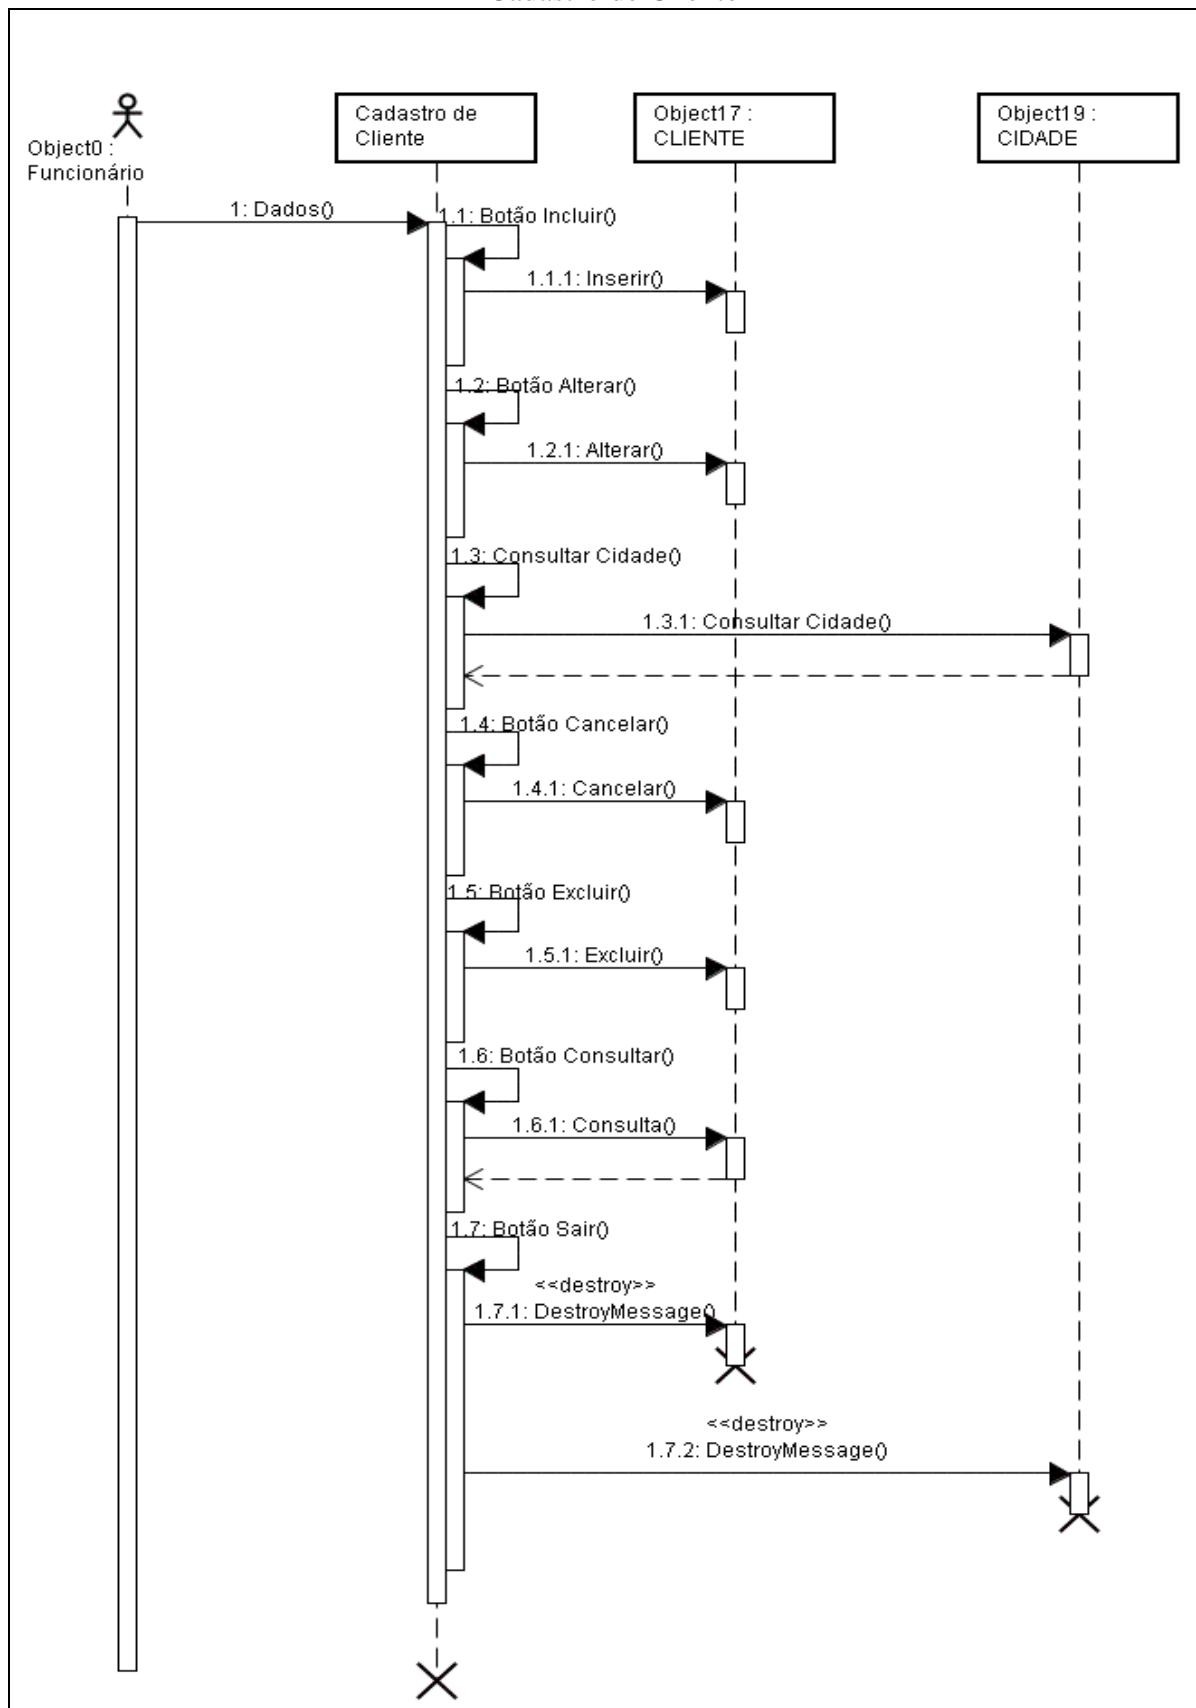 Object0 :
Funcionário
Cadastro de
Cliente
Object17 :
CLIENTE
Object19 :
CIDADE
1: Dados()
1.1: Botão Incluir()
1.1.1: Inserir()
1.2: Botão Alterar()
1.2.1: Alterar()
1.3: Consultar Cidade()
1.3.1: Consultar Cidade()
1.4: Botão Cancelar()
1.4.1: Cancelar()
1.5: Botão Excluir()
1.5.1: Excluir()
1.6: Botão Consultar()
1.6.1: Consulta()
1.7: Botão Sair()
<<destroy>>
1.7.1: DestroyMessage()
<<destroy>>
1.7.2: DestroyMessage()